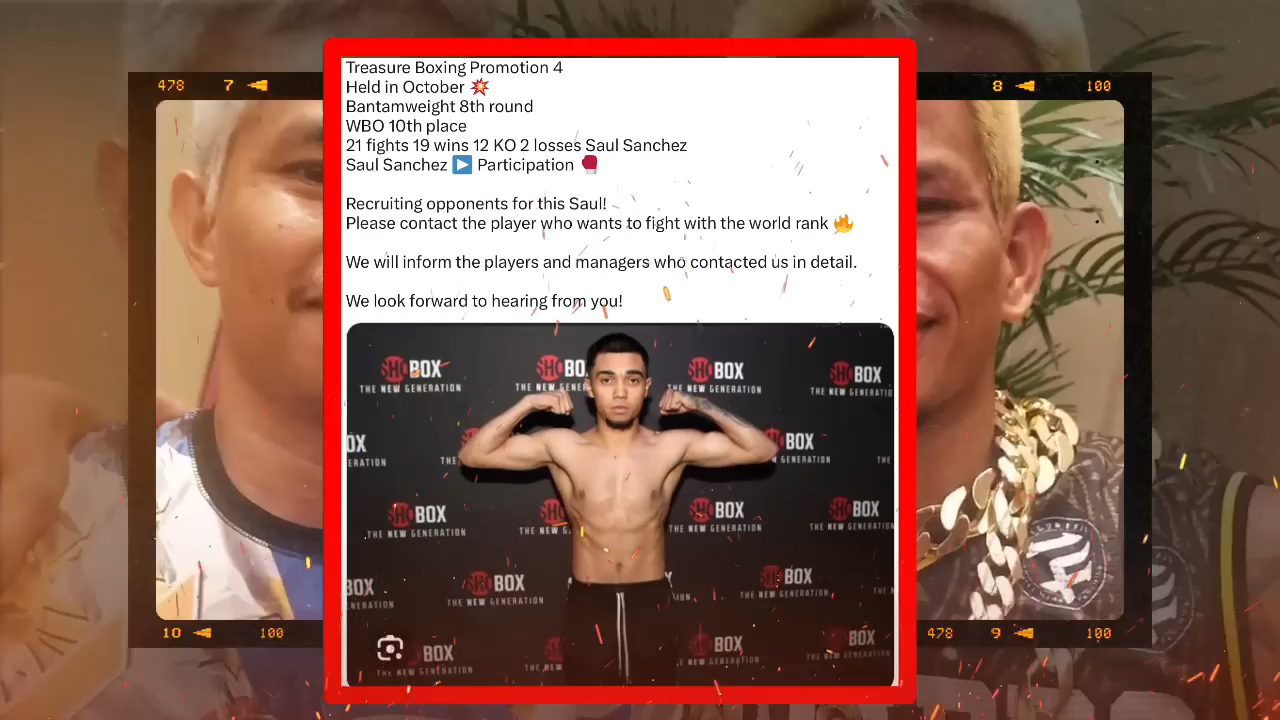 478 7
8 100
Treasure Boxing Promotion 4
Held in October 💥
Bantamweight 8th round
WBO 10th place
21 fights 19 wins 12 KO 2 losses Saul Sanchez
Saul Sanchez ▶️ Participation 🥊
Recruiting opponents for this Saul!
Please contact the player who wants to fight with the world rank 🔥
We will inform the players and managers who contacted us in detail.
We look forward to hearing from you!
SHOBOX
THE NEW GENERATION
10 100
478 9 100